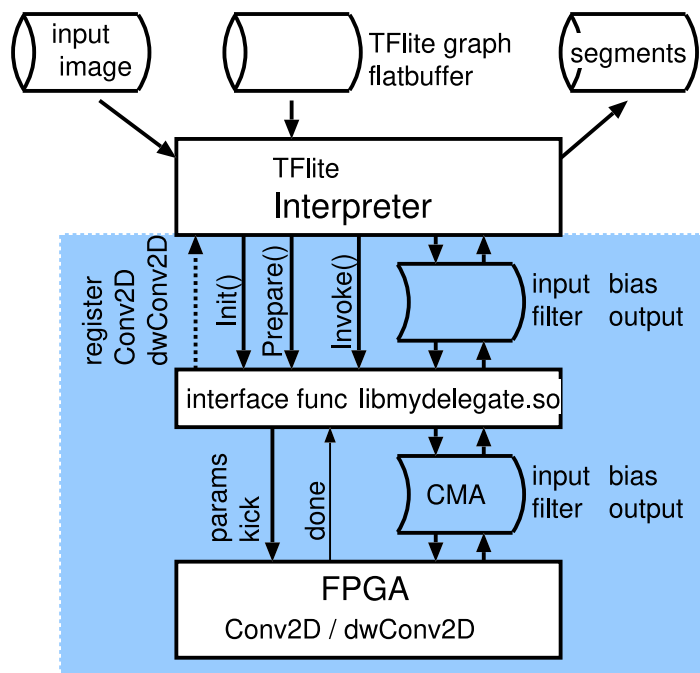 input
image
TFlite graph
flatbuffer
segments
TFlite
Interpreter
register
Conv2D
dwConv2D
Init()
Prepare()
Invoke()
input bias
filter output
interface func libmydelegate.so
params
kick
done
CMA
input bias
filter output
FPGA
Conv2D / dwConv2D